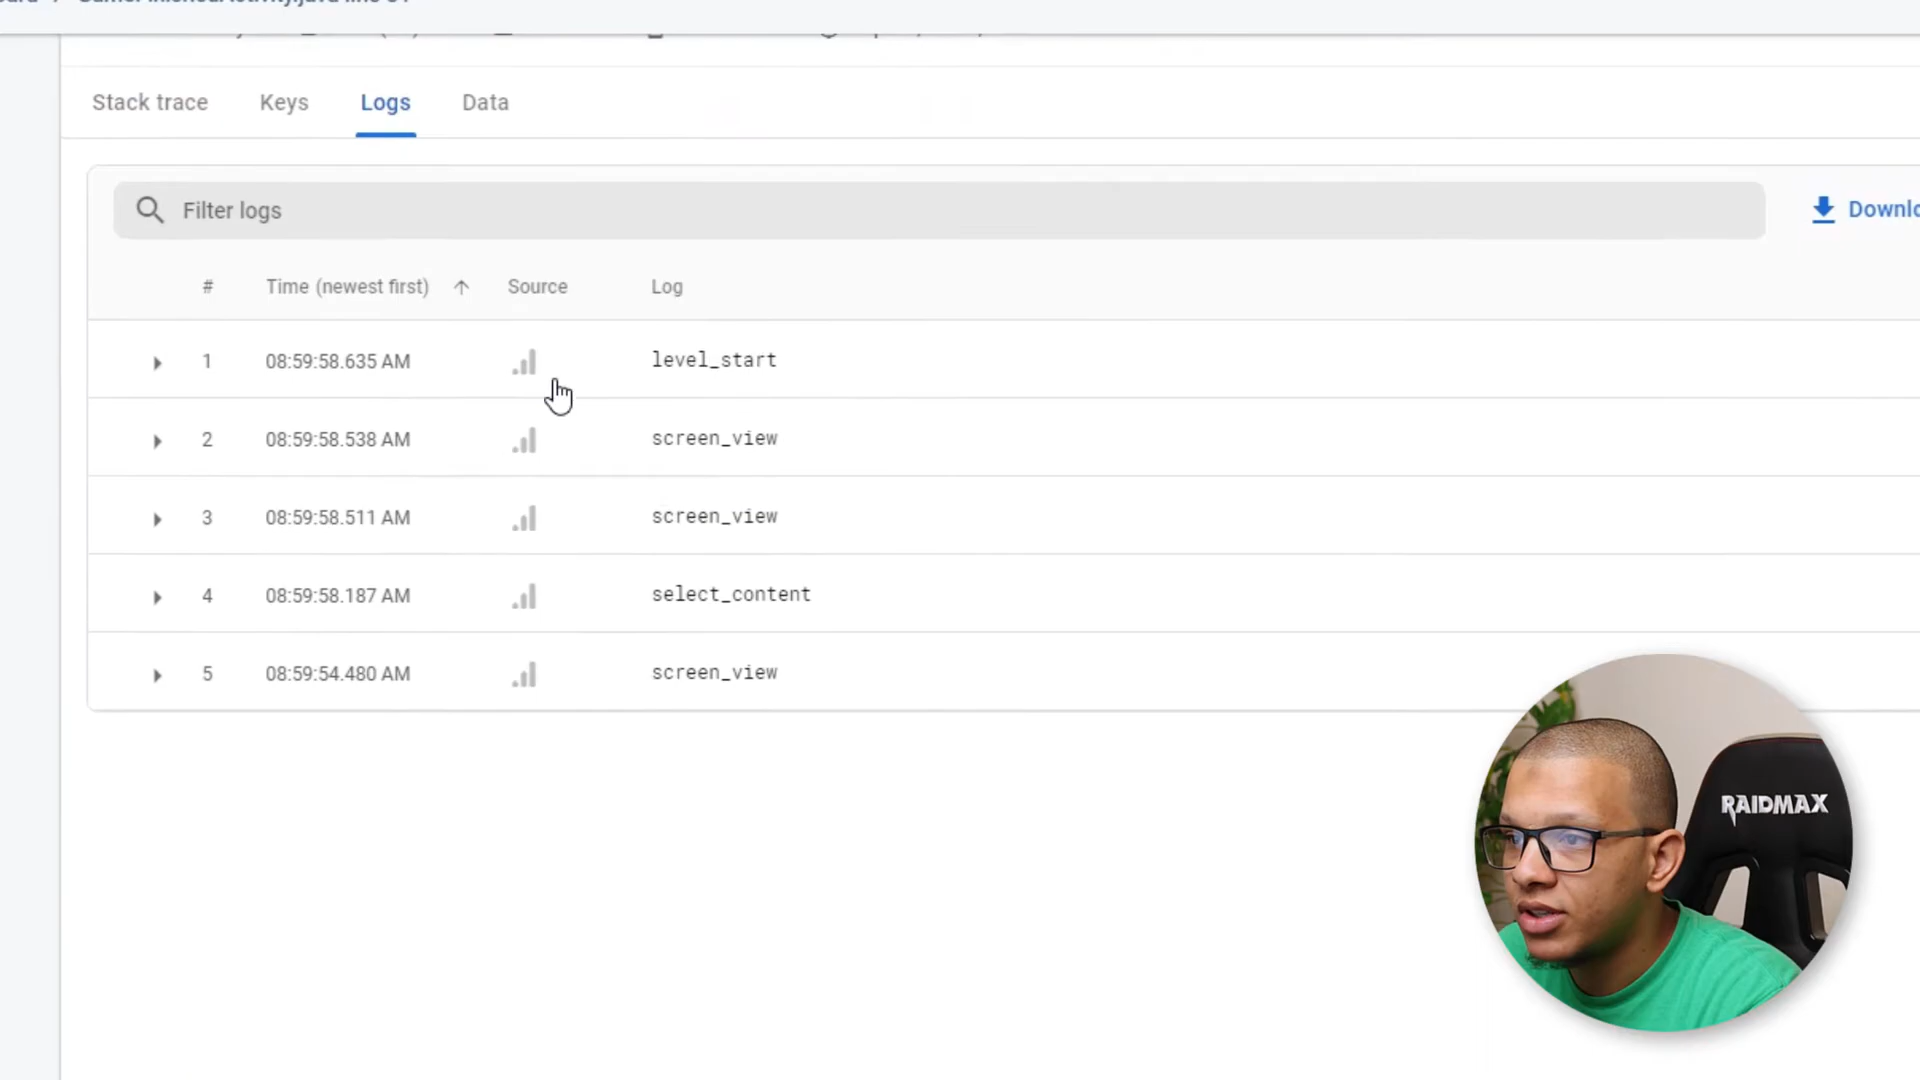 Stack trace Keys Logs Data
Filter logs
# Time (newest first) Source Log
1 08:59:58.635 AM level_start
2 08:59:58.538 AM screen_view
3 08:59:58.511 AM screen_view
4 08:59:58.187 AM select_content
5 08:59:54.480 AM screen_view
RAIDMAX